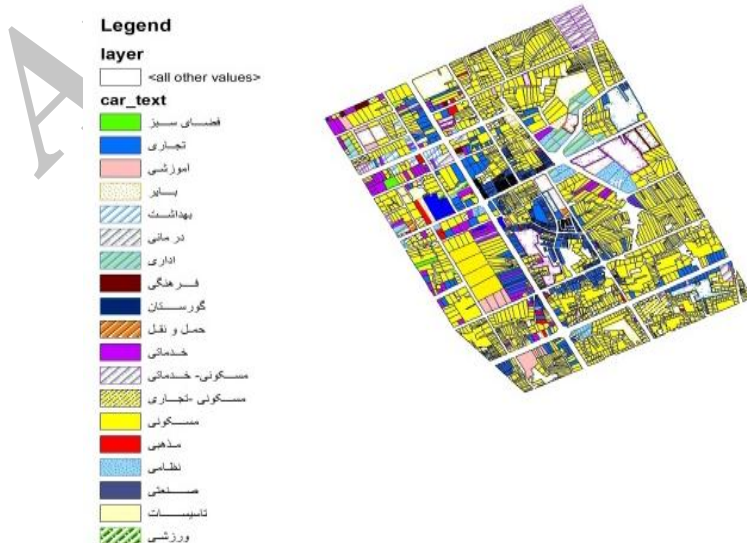 Legend
layer
<all other values>
car_text
فضای سبز
تجاری
اموزشی
بایر
بهداشت
درمانی
اداری
فرهنگی
گورستان
حمل و نقل
خدماتی
مسکونی- خدماتی
مسکونی -تجاری
مسکونی
مذهبی
نظامی
صنعتی
تاسیسات
ورزشی